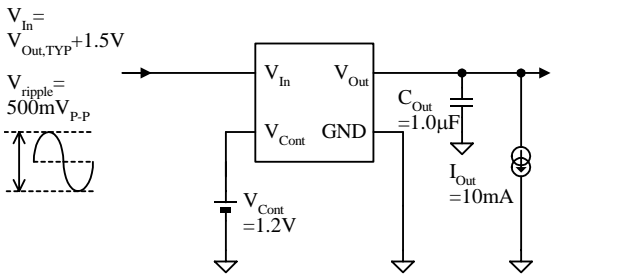 V_In=
V_Out,TYP+1.5V
V_ripple=
500mV_P-P
V_In
V_Out
V_Cont
GND
C_Out
=1.0μF
I_Out
=10mA
V_Cont
=1.2V